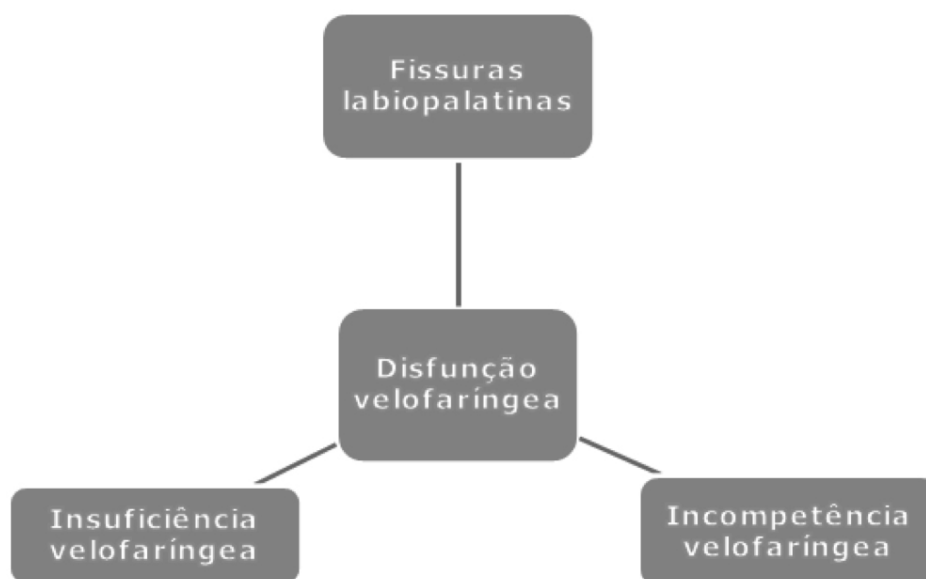 Fissuras
labiopalatinas
Disfunção
velofaríngea
Insuficiência
velofaríngea
Incompetência
velofaríngea